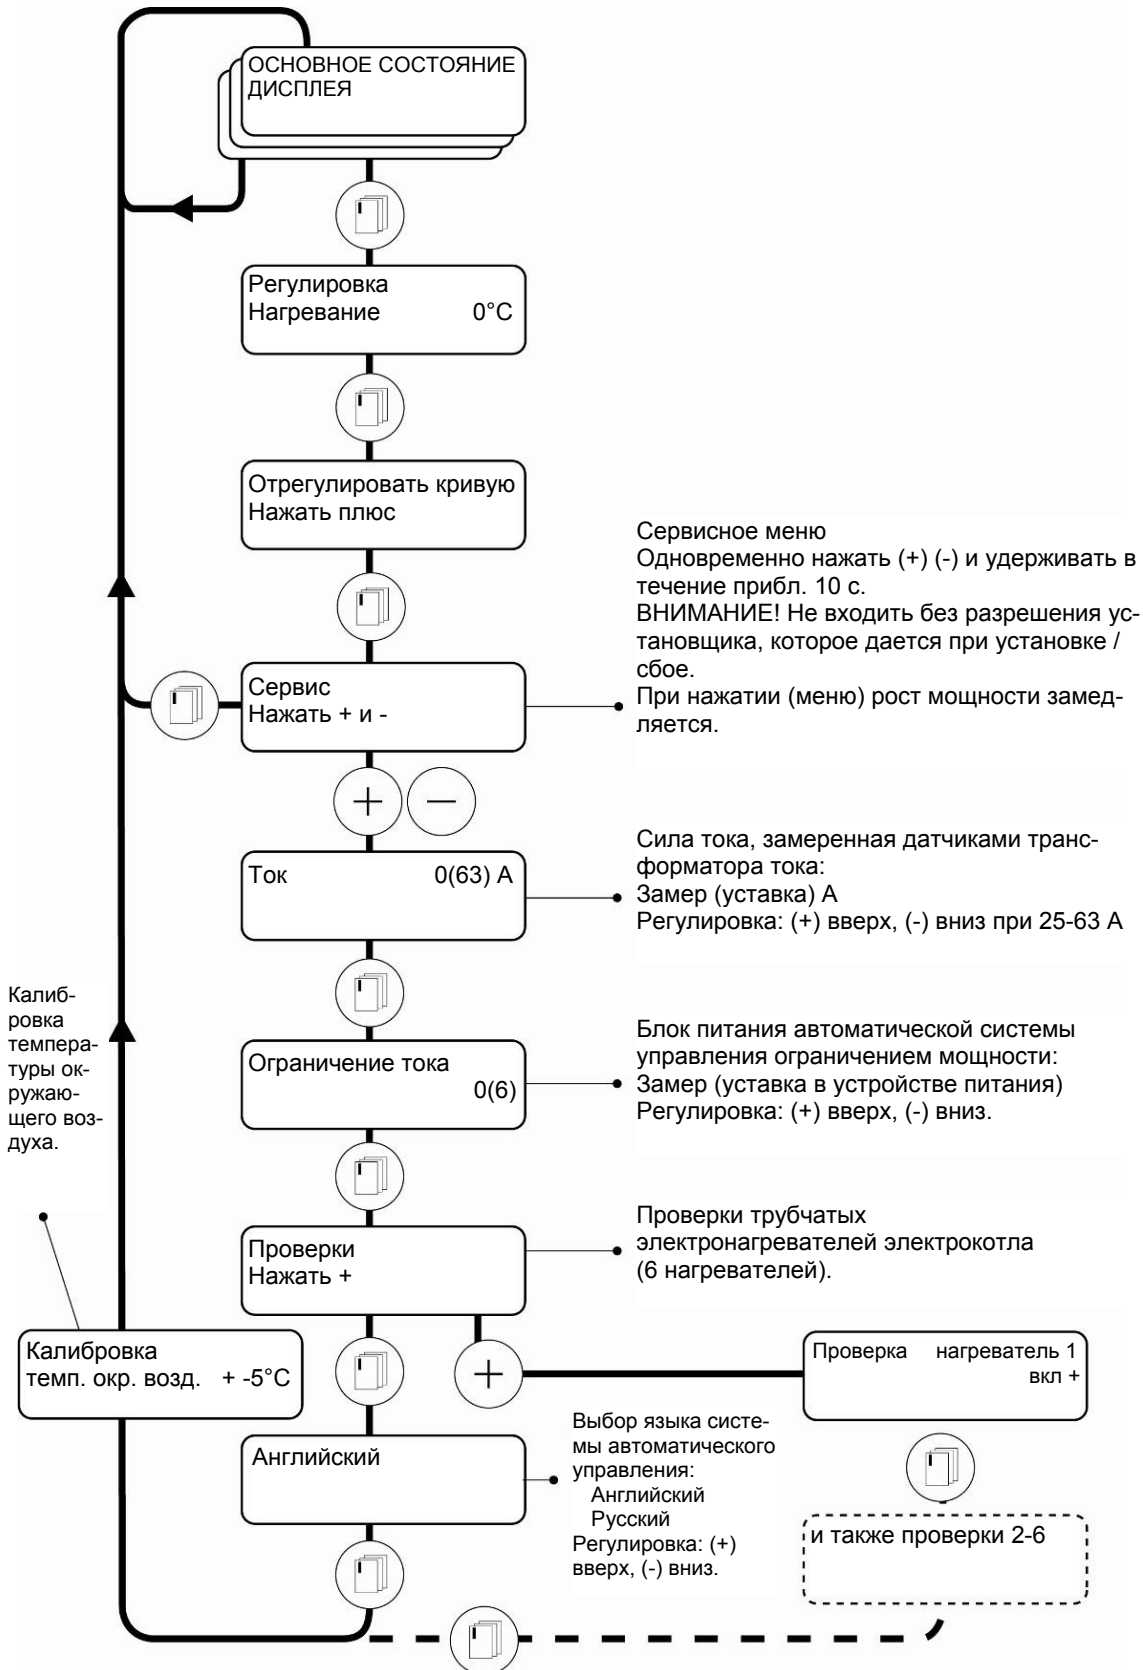 ОСНОВНОЕ СОСТОЯНИЕ
ДИСПЛЕЯ
Регулировка
Нагревание 0°C
Отрегулировать кривую
Нажать плюс
Сервисное меню
Одновременно нажать (+) (-) и удерживать в
течение прибл. 10 с.
ВНИМАНИЕ! Не входить без разрешения ус-
тановщика, которое дается при установке /
сбое.
При нажатии (меню) рост мощности замед-
ляется.
Сервис
Нажать + и -
Сила тока, замеренная датчиками транс-
форматора тока:
Замер (уставка) А
Регулировка: (+) вверх, (-) вниз при 25-63 А
Ток 0(63) А
Калиб-
ровка
темпера-
туры ок-
ружаю-
щего воз-
духа.
Блок питания автоматической системы
управления ограничением мощности:
Замер (уставка в устройстве питания)
Регулировка: (+) вверх, (-) вниз.
Ограничение тока
0(6)
Проверки трубчатых
электронагревателей электрокотла
(6 нагревателей).
Проверки
Нажать +
Калибровка
темп. окр. возд. + -5°C
Проверка нагреватель 1
вкл +
Английский
Выбор языка систе-
мы автоматического
управления:
Английский
Русский
Регулировка: (+)
вверх, (-) вниз.
и также проверки 2-6